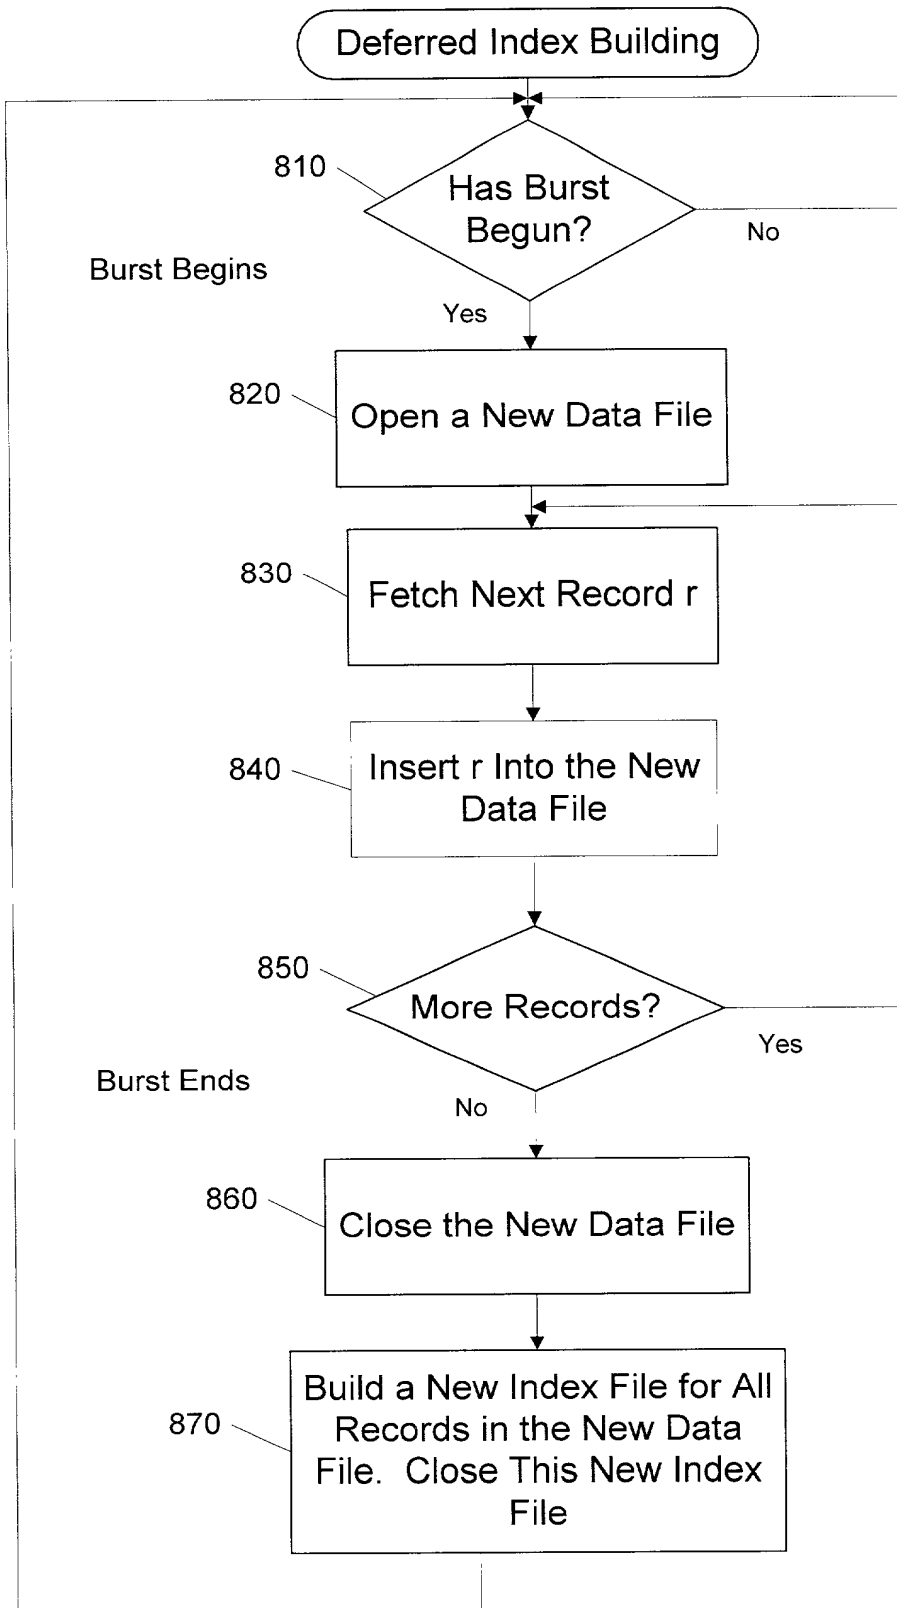 Deferred Index Building
810
Has Burst
Begun?
No
Burst Begins
Yes
820
Open a New Data File
830
Fetch Next Record r
840
Insert r Into the New
Data File
850
More Records?
Yes
Burst Ends
No
860
Close the New Data File
870
Build a New Index File for All
Records in the New Data
File. Close This New Index
File